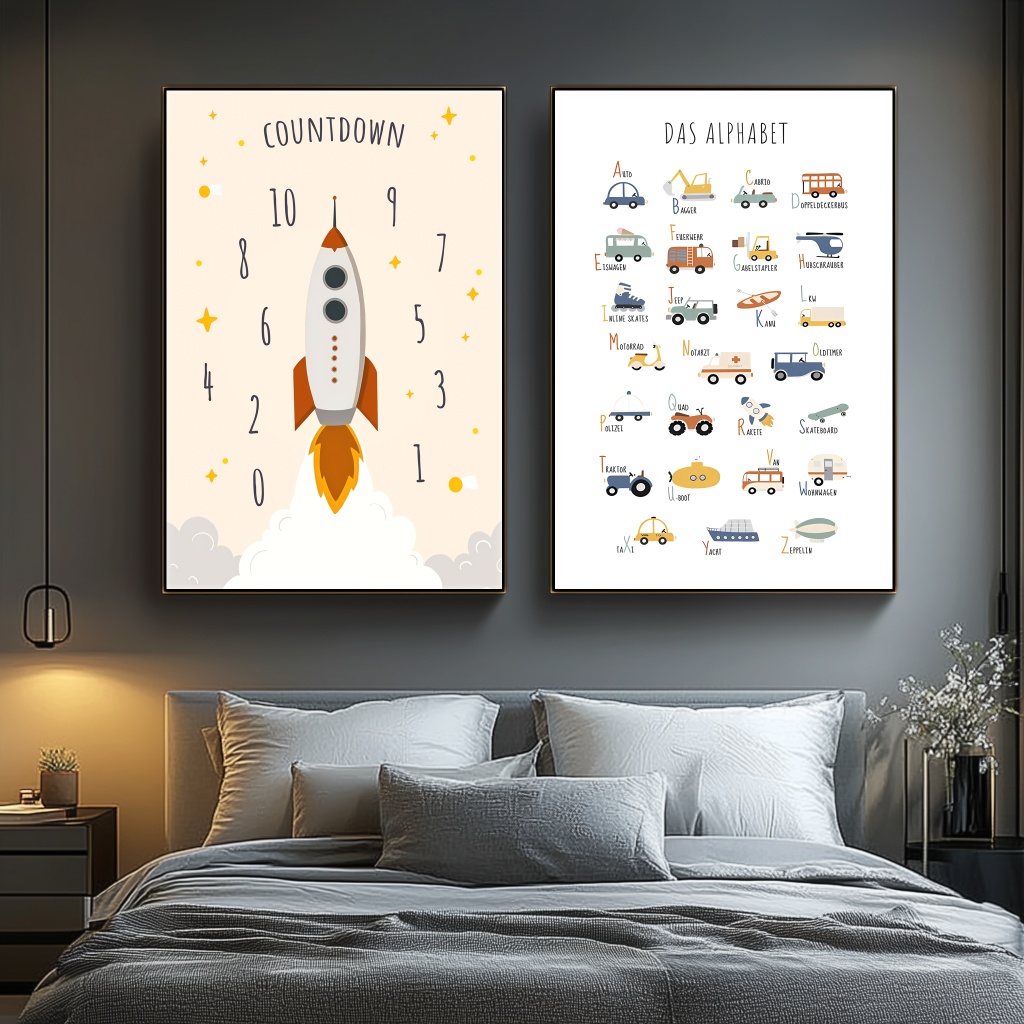 COUNTDOWN
10 9
8 7
6 5
4 3
2 1
0
DAS ALPHABET
AUTO BAGGER CABRIO DOPPELDECKERBUS
EISWAGEN FEUERWEHR GABELSTAPLER HUBSCHRAUBER
INLINE SKATES JEEP KANU LKW
MOTORRAD NOTARZT OLDTIMER
POLIZEI QUAD RAKETE SKATEBOARD
TRAKTOR U-BOOT VAN WOHNWAGEN
TAXI YACHT ZEPPELIN